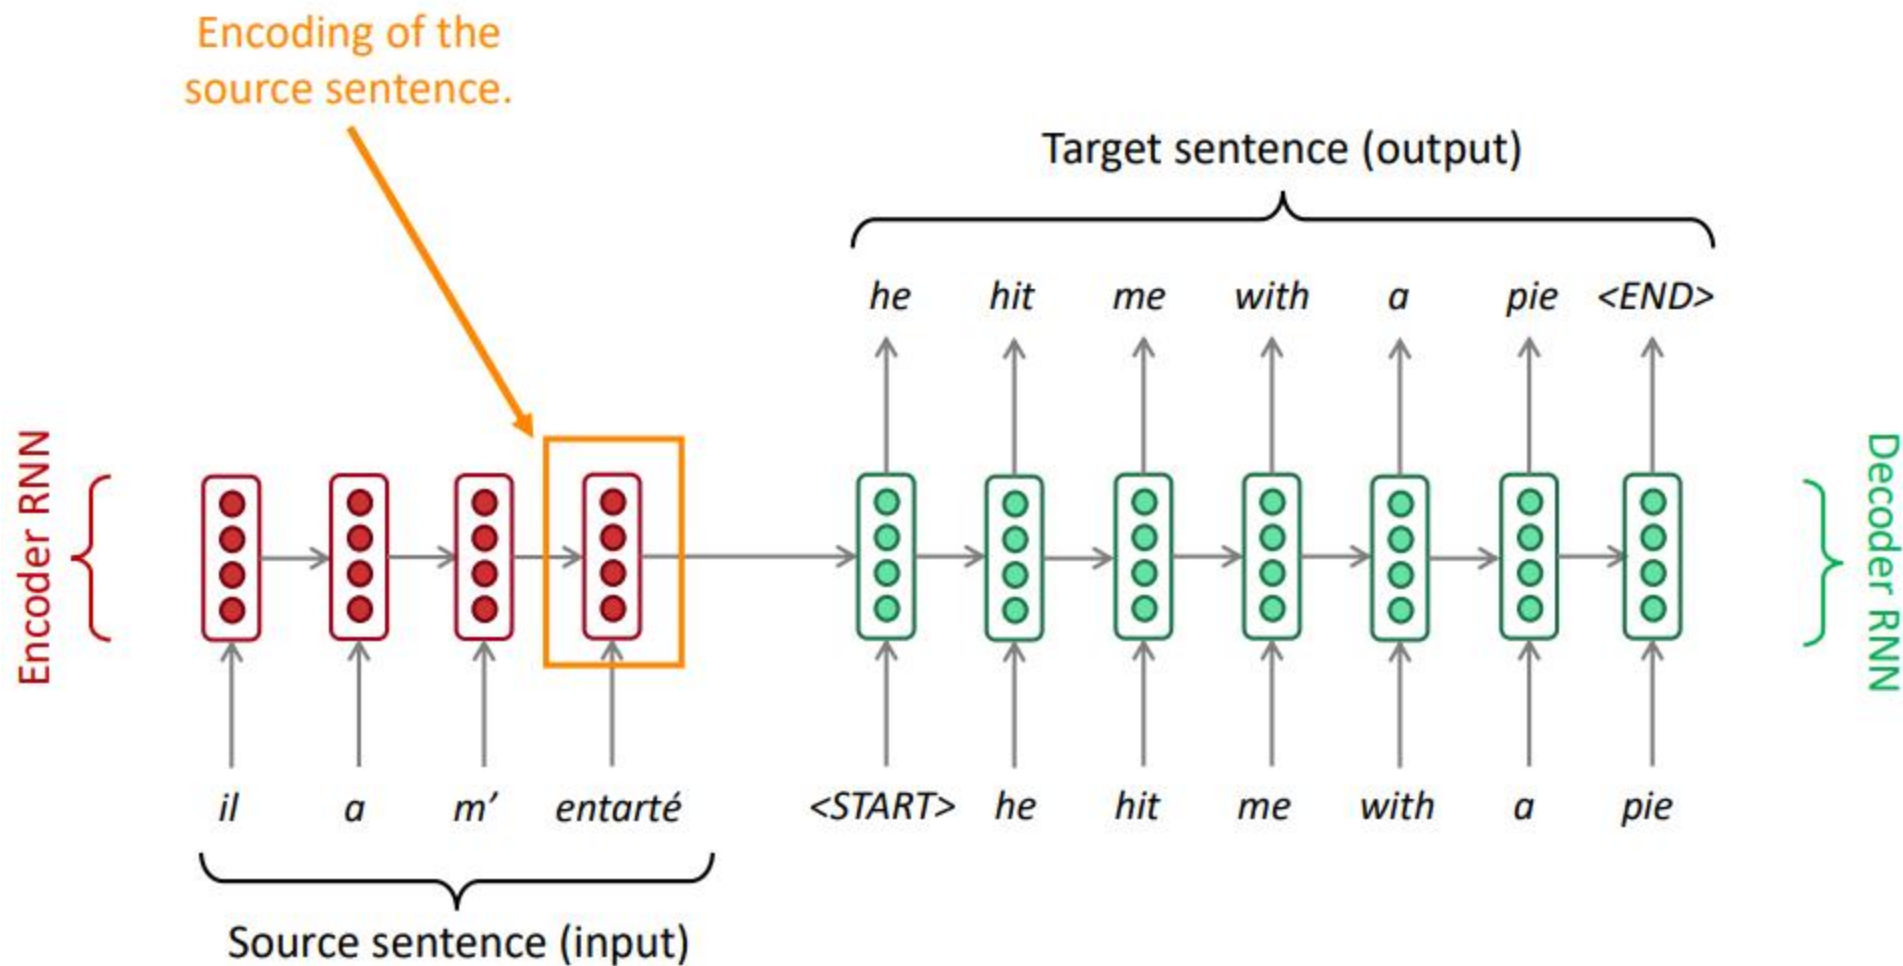 Encoding of the
source sentence.
Target sentence (output)
he hit me with a pie <END>
Encoder RNN
Decoder RNN
il a m’ entarté <START> he hit me with a pie
Source sentence (input)